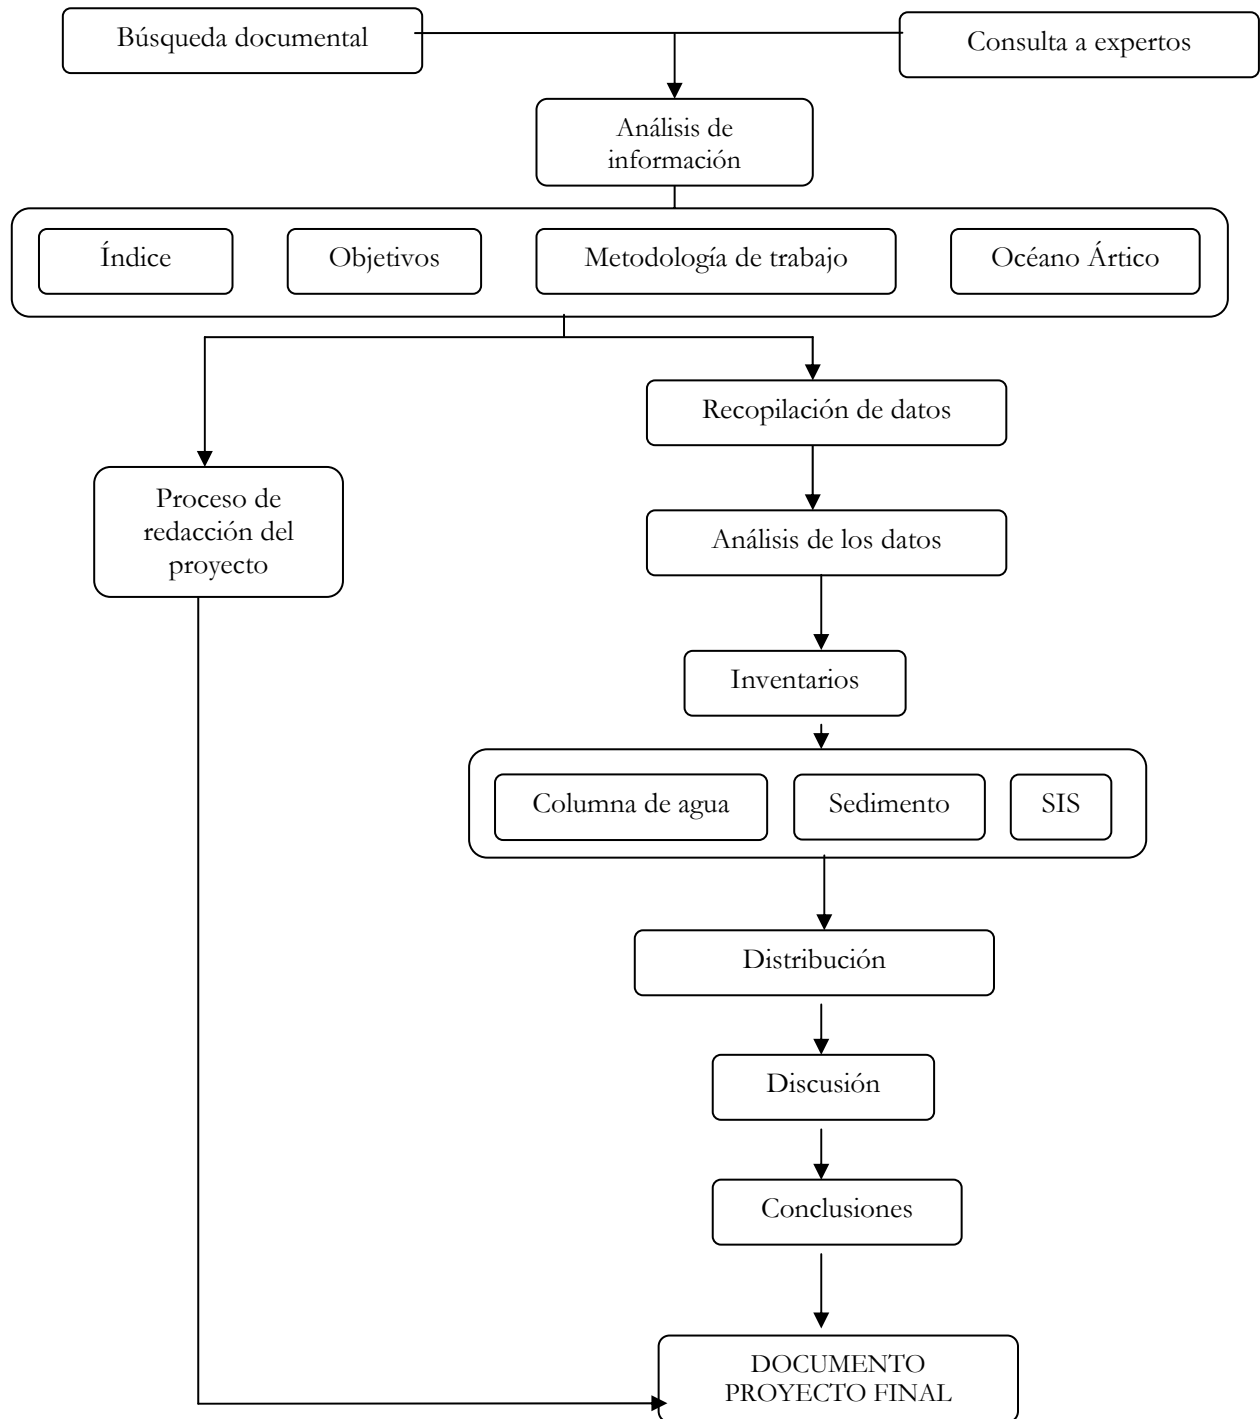 Búsqueda documental
Consulta a expertos
Análisis de
información
Índice
Objetivos
Metodología de trabajo
Océano Ártico
Recopilación de datos
Proceso de
redacción del
proyecto
Análisis de los datos
Inventarios
Columna de agua
Sedimento
SIS
Distribución
Discusión
Conclusiones
DOCUMENTO
PROYECTO FINAL